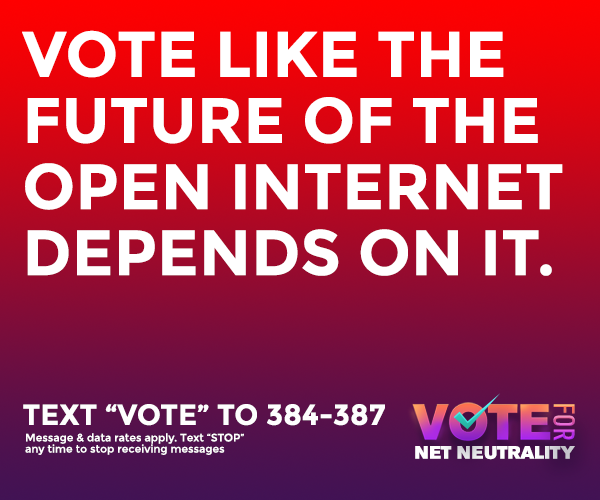 VOTE LIKE THE
FUTURE OF THE
OPEN INTERNET
DEPENDS ON IT.
TEXT “VOTE” TO 384-387
Message & data rates apply. Text “STOP”
any time to stop receiving messages
VOTE FOR
NET NEUTRALITY